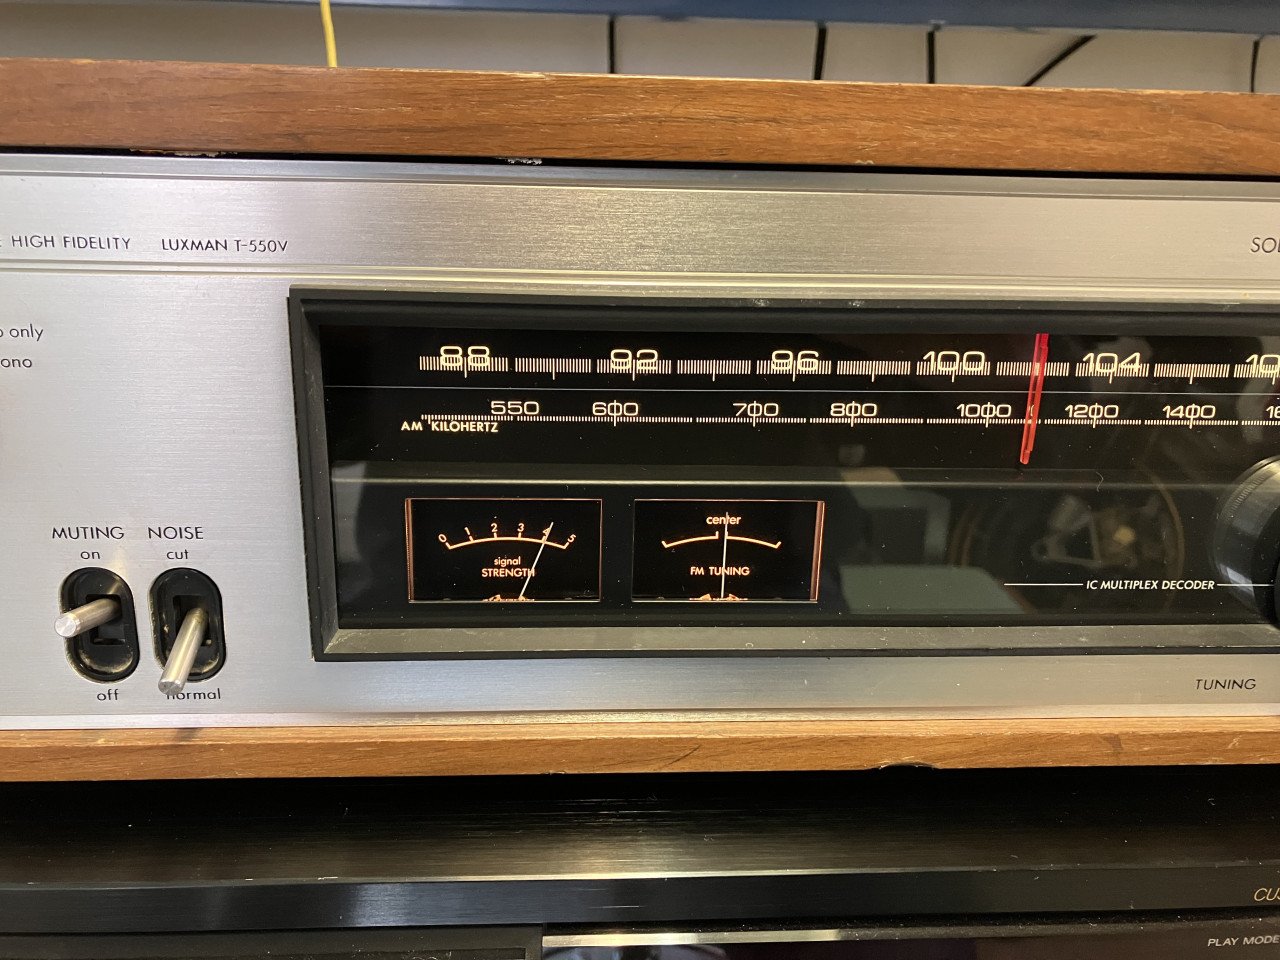 HIGH FIDELITY LUXMAN T-550V
only
88 92 96 100 104
550 600 700 800 1000 1200 1400
AM KILOHERTZ
0 1 2 3 4 5
signal
STRENGTH
center
FM TUNING
MUTING NOISE
on cut
off normal
IC MULTIPLEX DECODER
TUNING
PLAY MODE